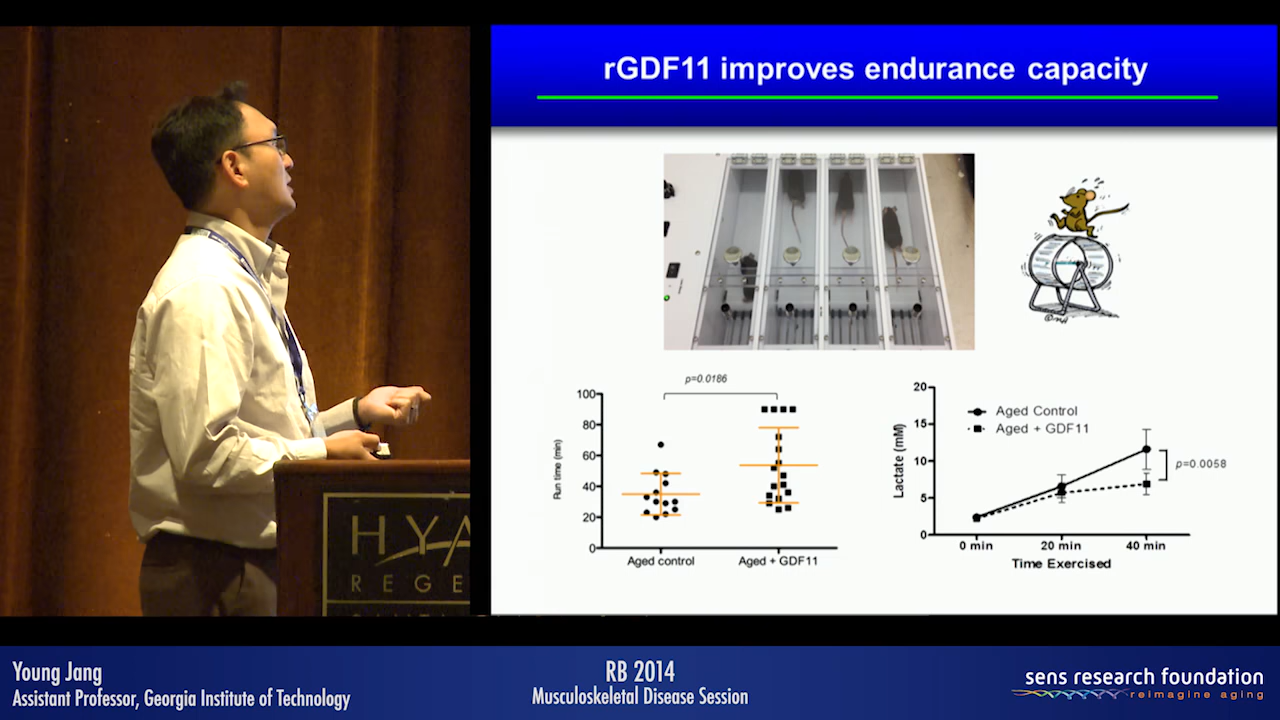 rGDF11 improves endurance capacity
p=0.0186
100
80
60
40
20
0
Run time (min)
Aged control
Aged + GDF11
20
15
10
5
0
Lactate (mM)
Aged Control
Aged + GDF11
p=0.0058
0 min
20 min
40 min
Time Exercised
HYA
REGE
Young Jang
Assistant Professor, Georgia Institute of Technology
RB 2014
Musculoskeletal Disease Session
sens research foundation
reimagine aging